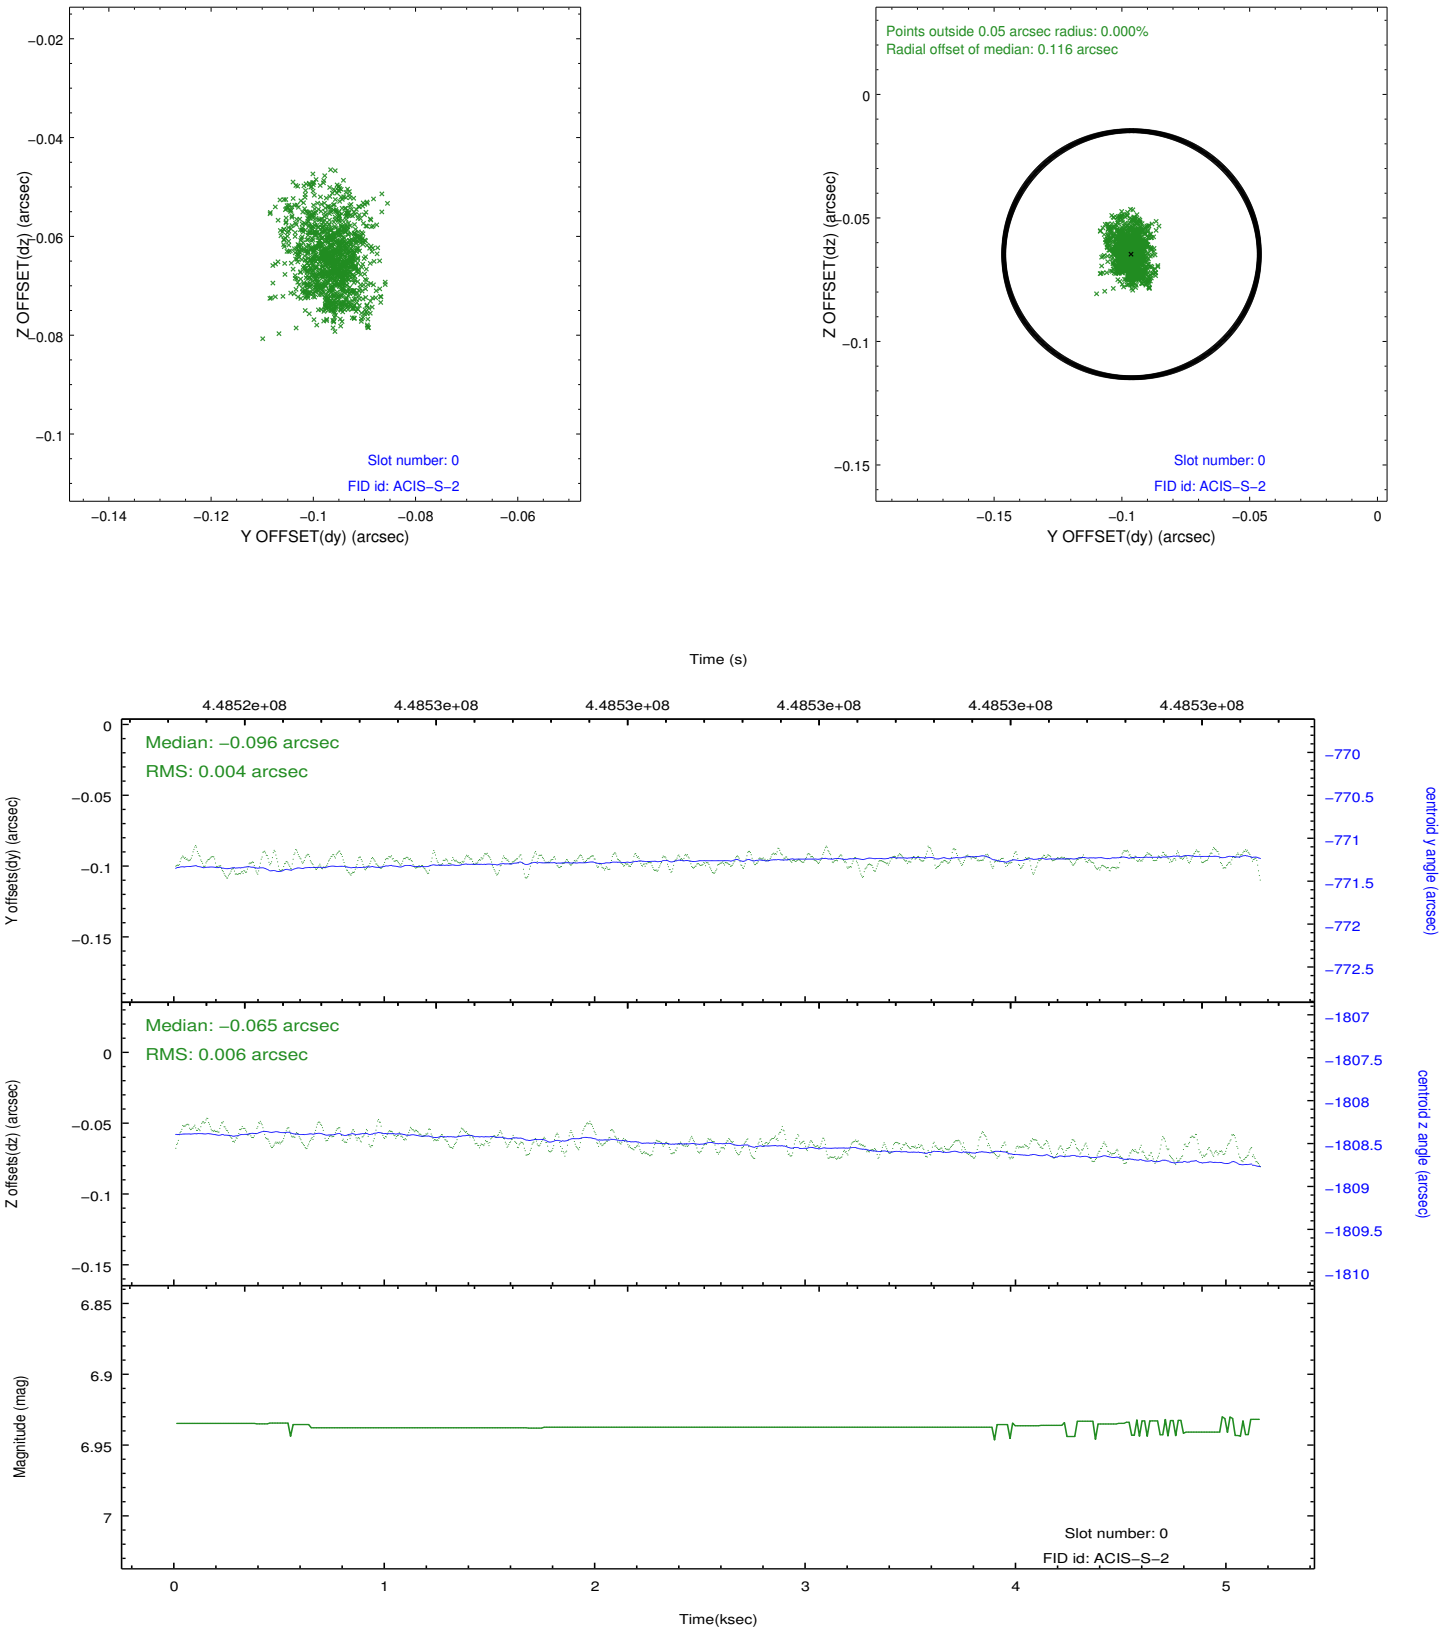 −0.02
−0.04
−0.06
−0.08
−0.1
Z OFFSET(dz) (arcsec)
Slot number: 0
FID id: ACIS−S−2
−0.14
−0.12
−0.1
−0.08
−0.06
Y OFFSET(dy) (arcsec)
Points outside 0.05 arcsec radius: 0.000%
Radial offset of median: 0.116 arcsec
0
−0.05
−0.1
−0.15
Z OFFSET(dz) (arcsec)
Slot number: 0
FID id: ACIS−S−2
−0.15
−0.1
−0.05
0
Y OFFSET(dy) (arcsec)
Time (s)
4.4852e+08
4.4853e+08
4.4853e+08
4.4853e+08
4.4853e+08
4.4853e+08
Median: −0.096 arcsec
RMS: 0.004 arcsec
0
−0.05
−0.1
−0.15
Y offsets(dy) (arcsec)
−770
−770.5
−771
−771.5
−772
−772.5
centroid y angle (arcsec)
Median: −0.065 arcsec
RMS: 0.006 arcsec
0
−0.05
−0.1
−0.15
Z offsets(dz) (arcsec)
−1807
−1807.5
−1808
−1808.5
−1809
−1809.5
−1810
centroid z angle (arcsec)
6.85
6.9
6.95
7
Magnitude (mag)
Slot number: 0
FID id: ACIS−S−2
0
1
2
3
4
5
Time(ksec)